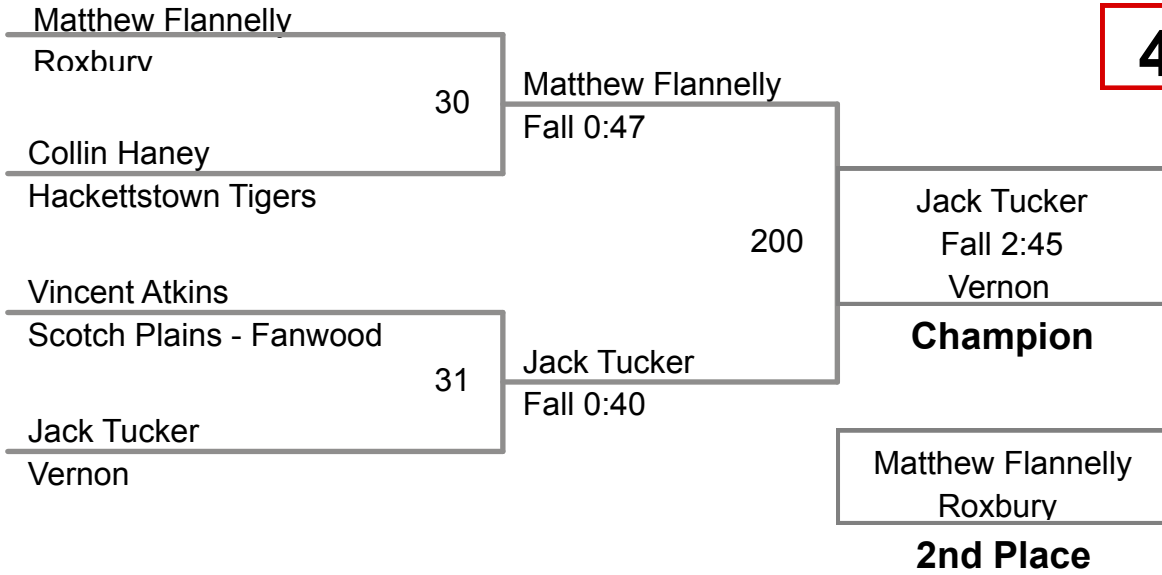 Matthew Flannelly
Roxbury
30
Collin Haney
Hackettstown Tigers
Matthew Flannelly
Fall 0:47
Vincent Atkins
Scotch Plains - Fanwood
31
Jack Tucker
Vernon
Jack Tucker
Fall 0:40
200
4
Jack Tucker
Fall 2:45
Vernon
Champion
Matthew Flannelly
Roxbury
2nd Place